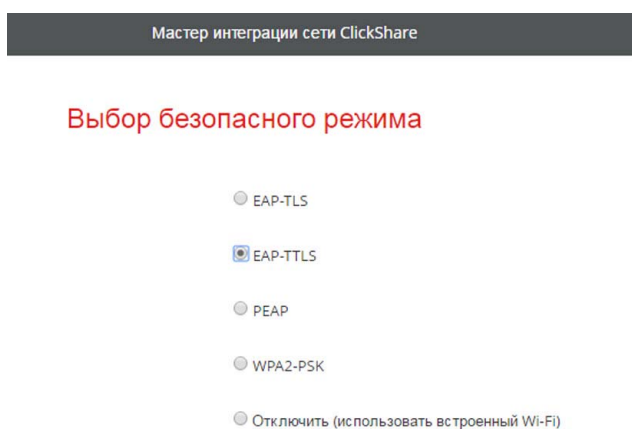 Мастер интеграции сети ClickShare
Выбор безопасного режима
EAP-TLS
EAP-TTLS
PEAP
WPA2-PSK
Отключить (использовать встроенный Wi-Fi)